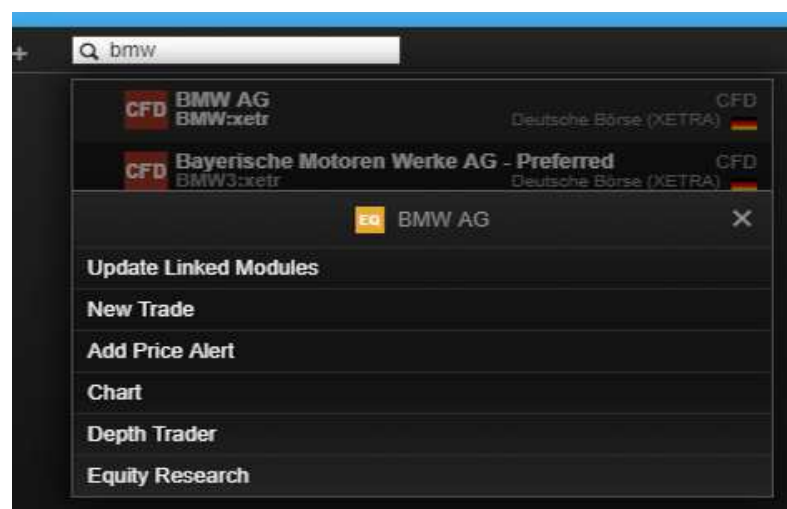 + bmw
CFD BMW AG CFD
BMW:xetr Deutsche Börse (XETRA)
CFD Bayerische Motoren Werke AG - Preferred CFD
BMW3:xetr Deutsche Börse (XETRA)
EQ BMW AG ×
Update Linked Modules
New Trade
Add Price Alert
Chart
Depth Trader
Equity Research